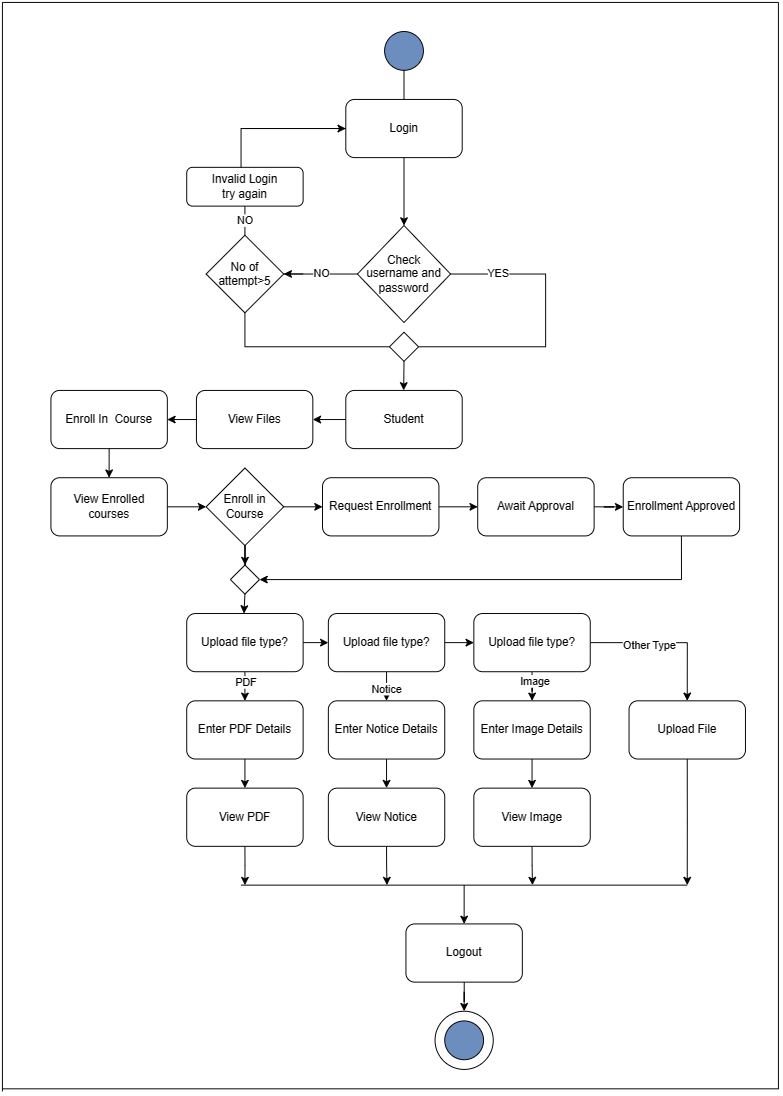 Login
Invalid Login
try again
NO
No of
attempt>5
NO
Check
username and
password
YES
Enroll In  Course
View Files
Student
View Enrolled
courses
Enroll in
Course
Request Enrollment
Await Approval
Enrollment Approved
Upload file type?
Upload file type?
Upload file type?
Other Type
PDF
Notice
Image
Enter PDF Details
Enter Notice Details
Enter Image Details
Upload File
View PDF
View Notice
View Image
Logout